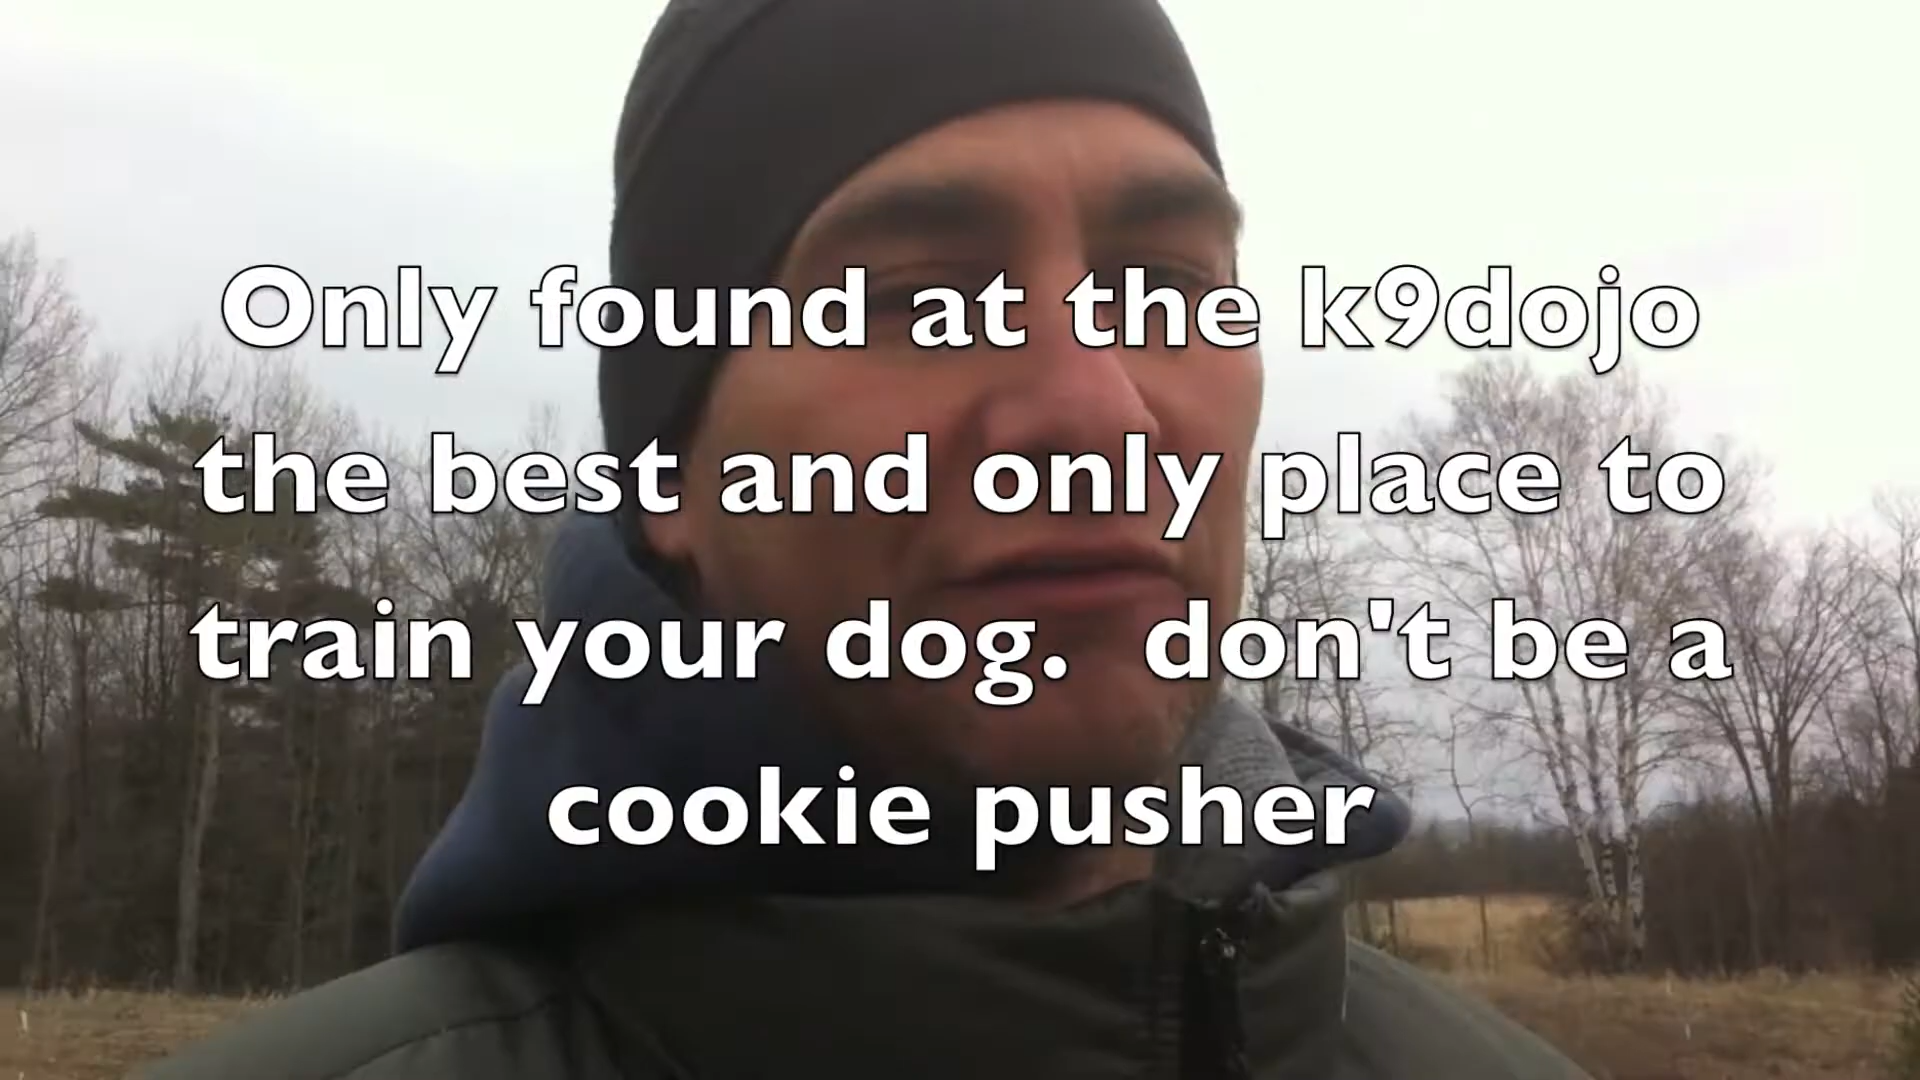 Only found at the k9dojo
the best and only place to
train your dog.  don't be a
cookie pusher